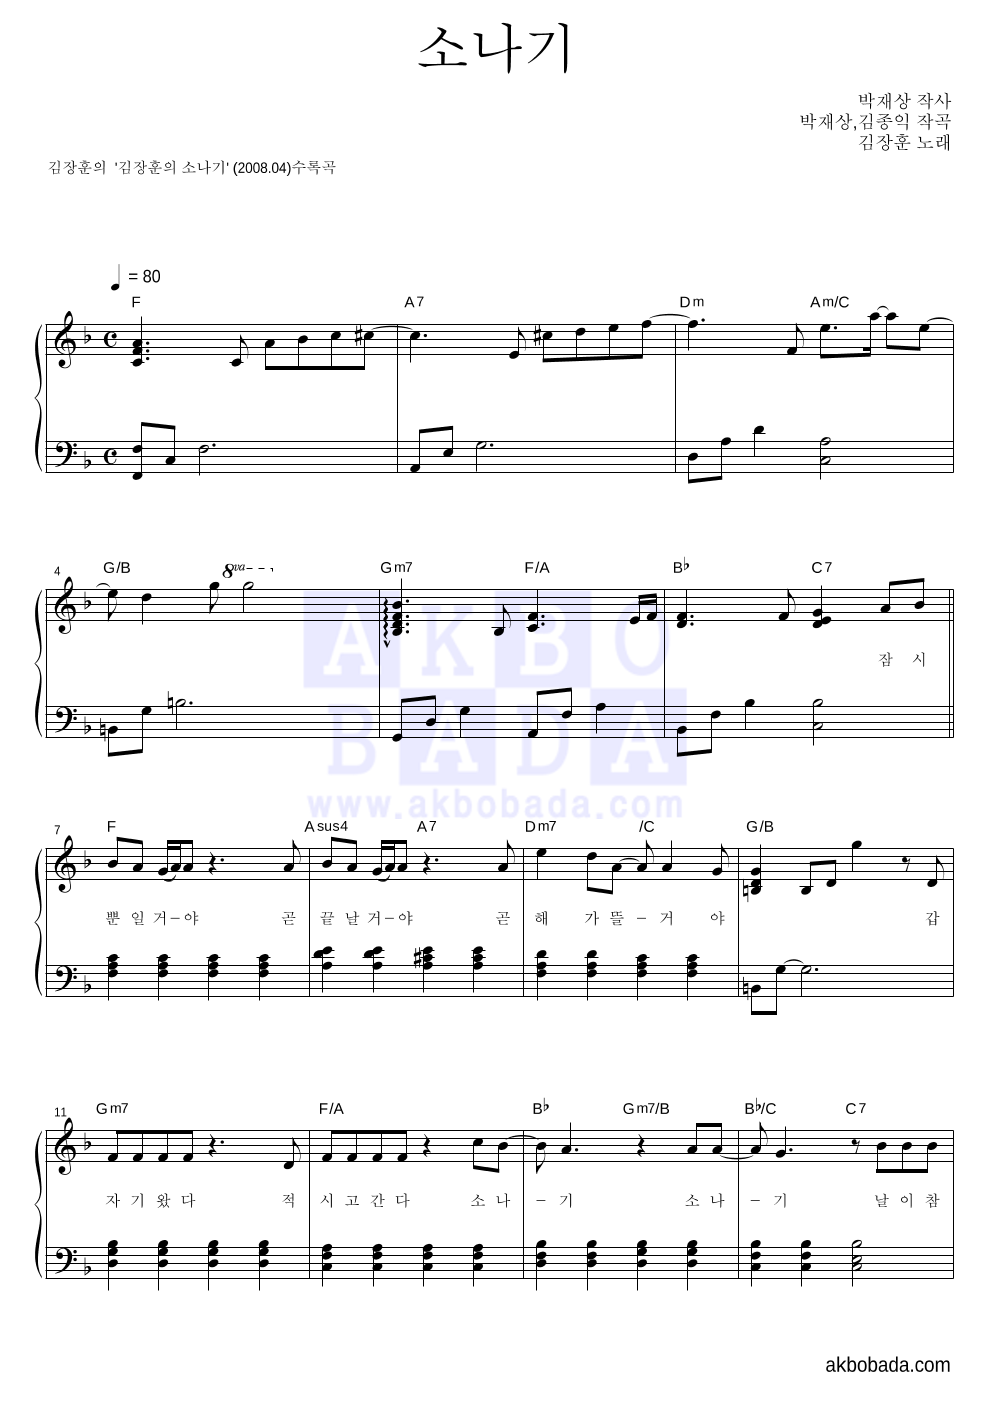 소나기
박재상 작사
박재상,김종익 작곡
김장훈 노래
김장훈의 '김장훈의 소나기' (2008.04)수록곡
= 80
F A7 Dm Am/C
4 G/B 8va Gm7 F/A B♭ C7
잠 시
AKBO
BADA
www.akbobada.com
7 F Asus4 A7 Dm7 /C G/B
뿐 일 거 – 야 곧 끝 날 거 – 야 곧 해 가 뜰 – 거 야 갑
11 Gm7 F/A B♭ Gm7/B B♭/C C7
자 기 왔 다 적 시 고 간 다 소 나 – 기 소 나 – 기 날 이 참
akbobada.com